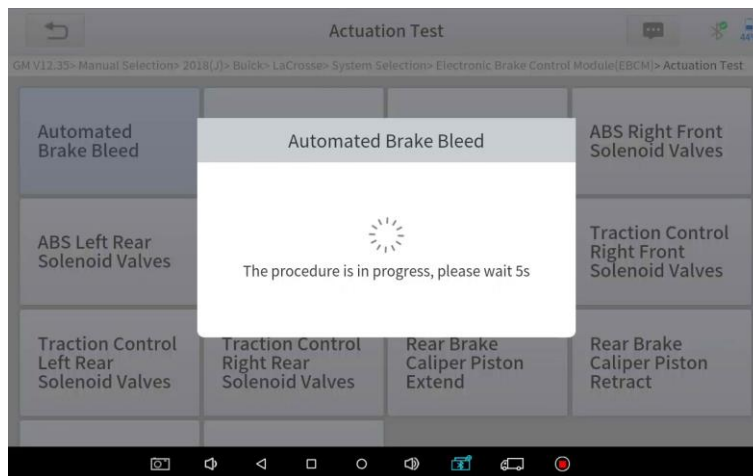 Actuation Test
GM V12.35> Manual Selection> 2018(J)> Buick> LaCrosse> System Selection> Electronic Brake Control Module(EBCM)> Actuation Test
Automated
Brake Bleed
ABS Right Front
Solenoid Valves
Automated Brake Bleed
The procedure is in progress, please wait 5s
ABS Left Rear
Solenoid Valves
Traction Control
Right Front
Solenoid Valves
Traction Control
Left Rear
Solenoid Valves
Traction Control
Right Rear
Solenoid Valves
Rear Brake
Caliper Piston
Extend
Rear Brake
Caliper Piston
Retract